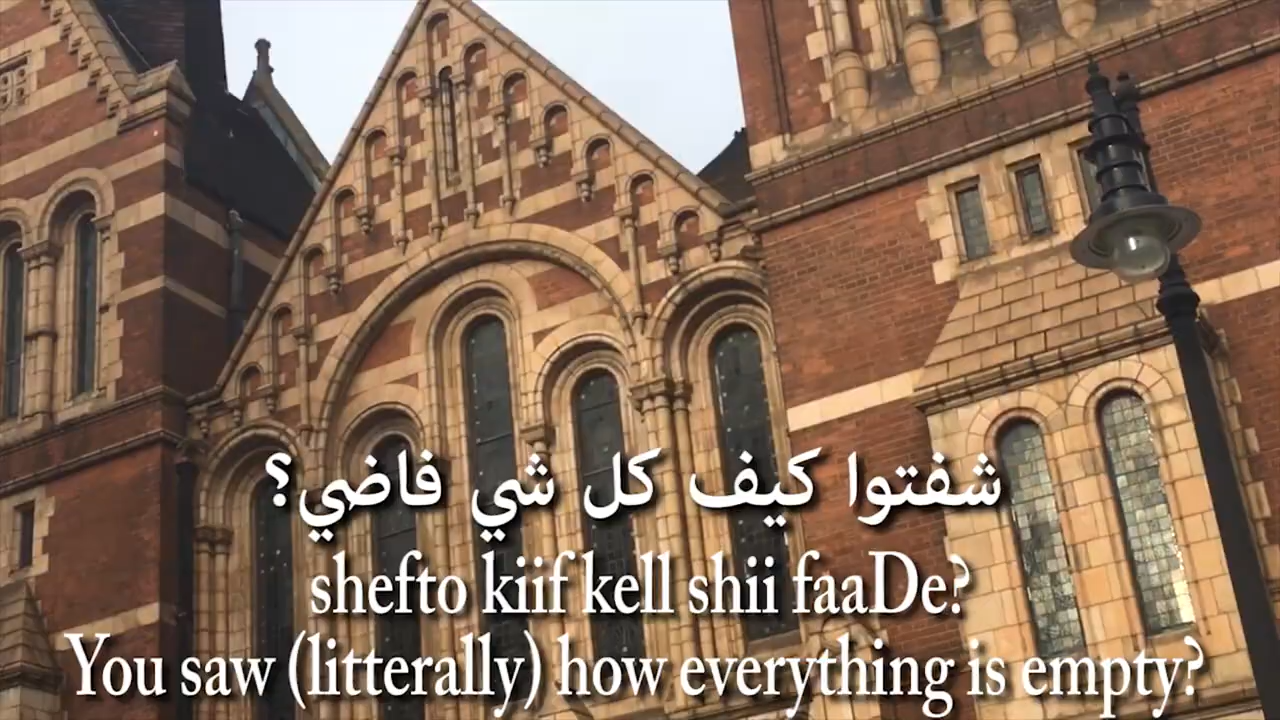 شفتوا كيف كل شي فاضي؟
shefto kiif kell shii faaDe?
You saw (litterally) how everything is empty?